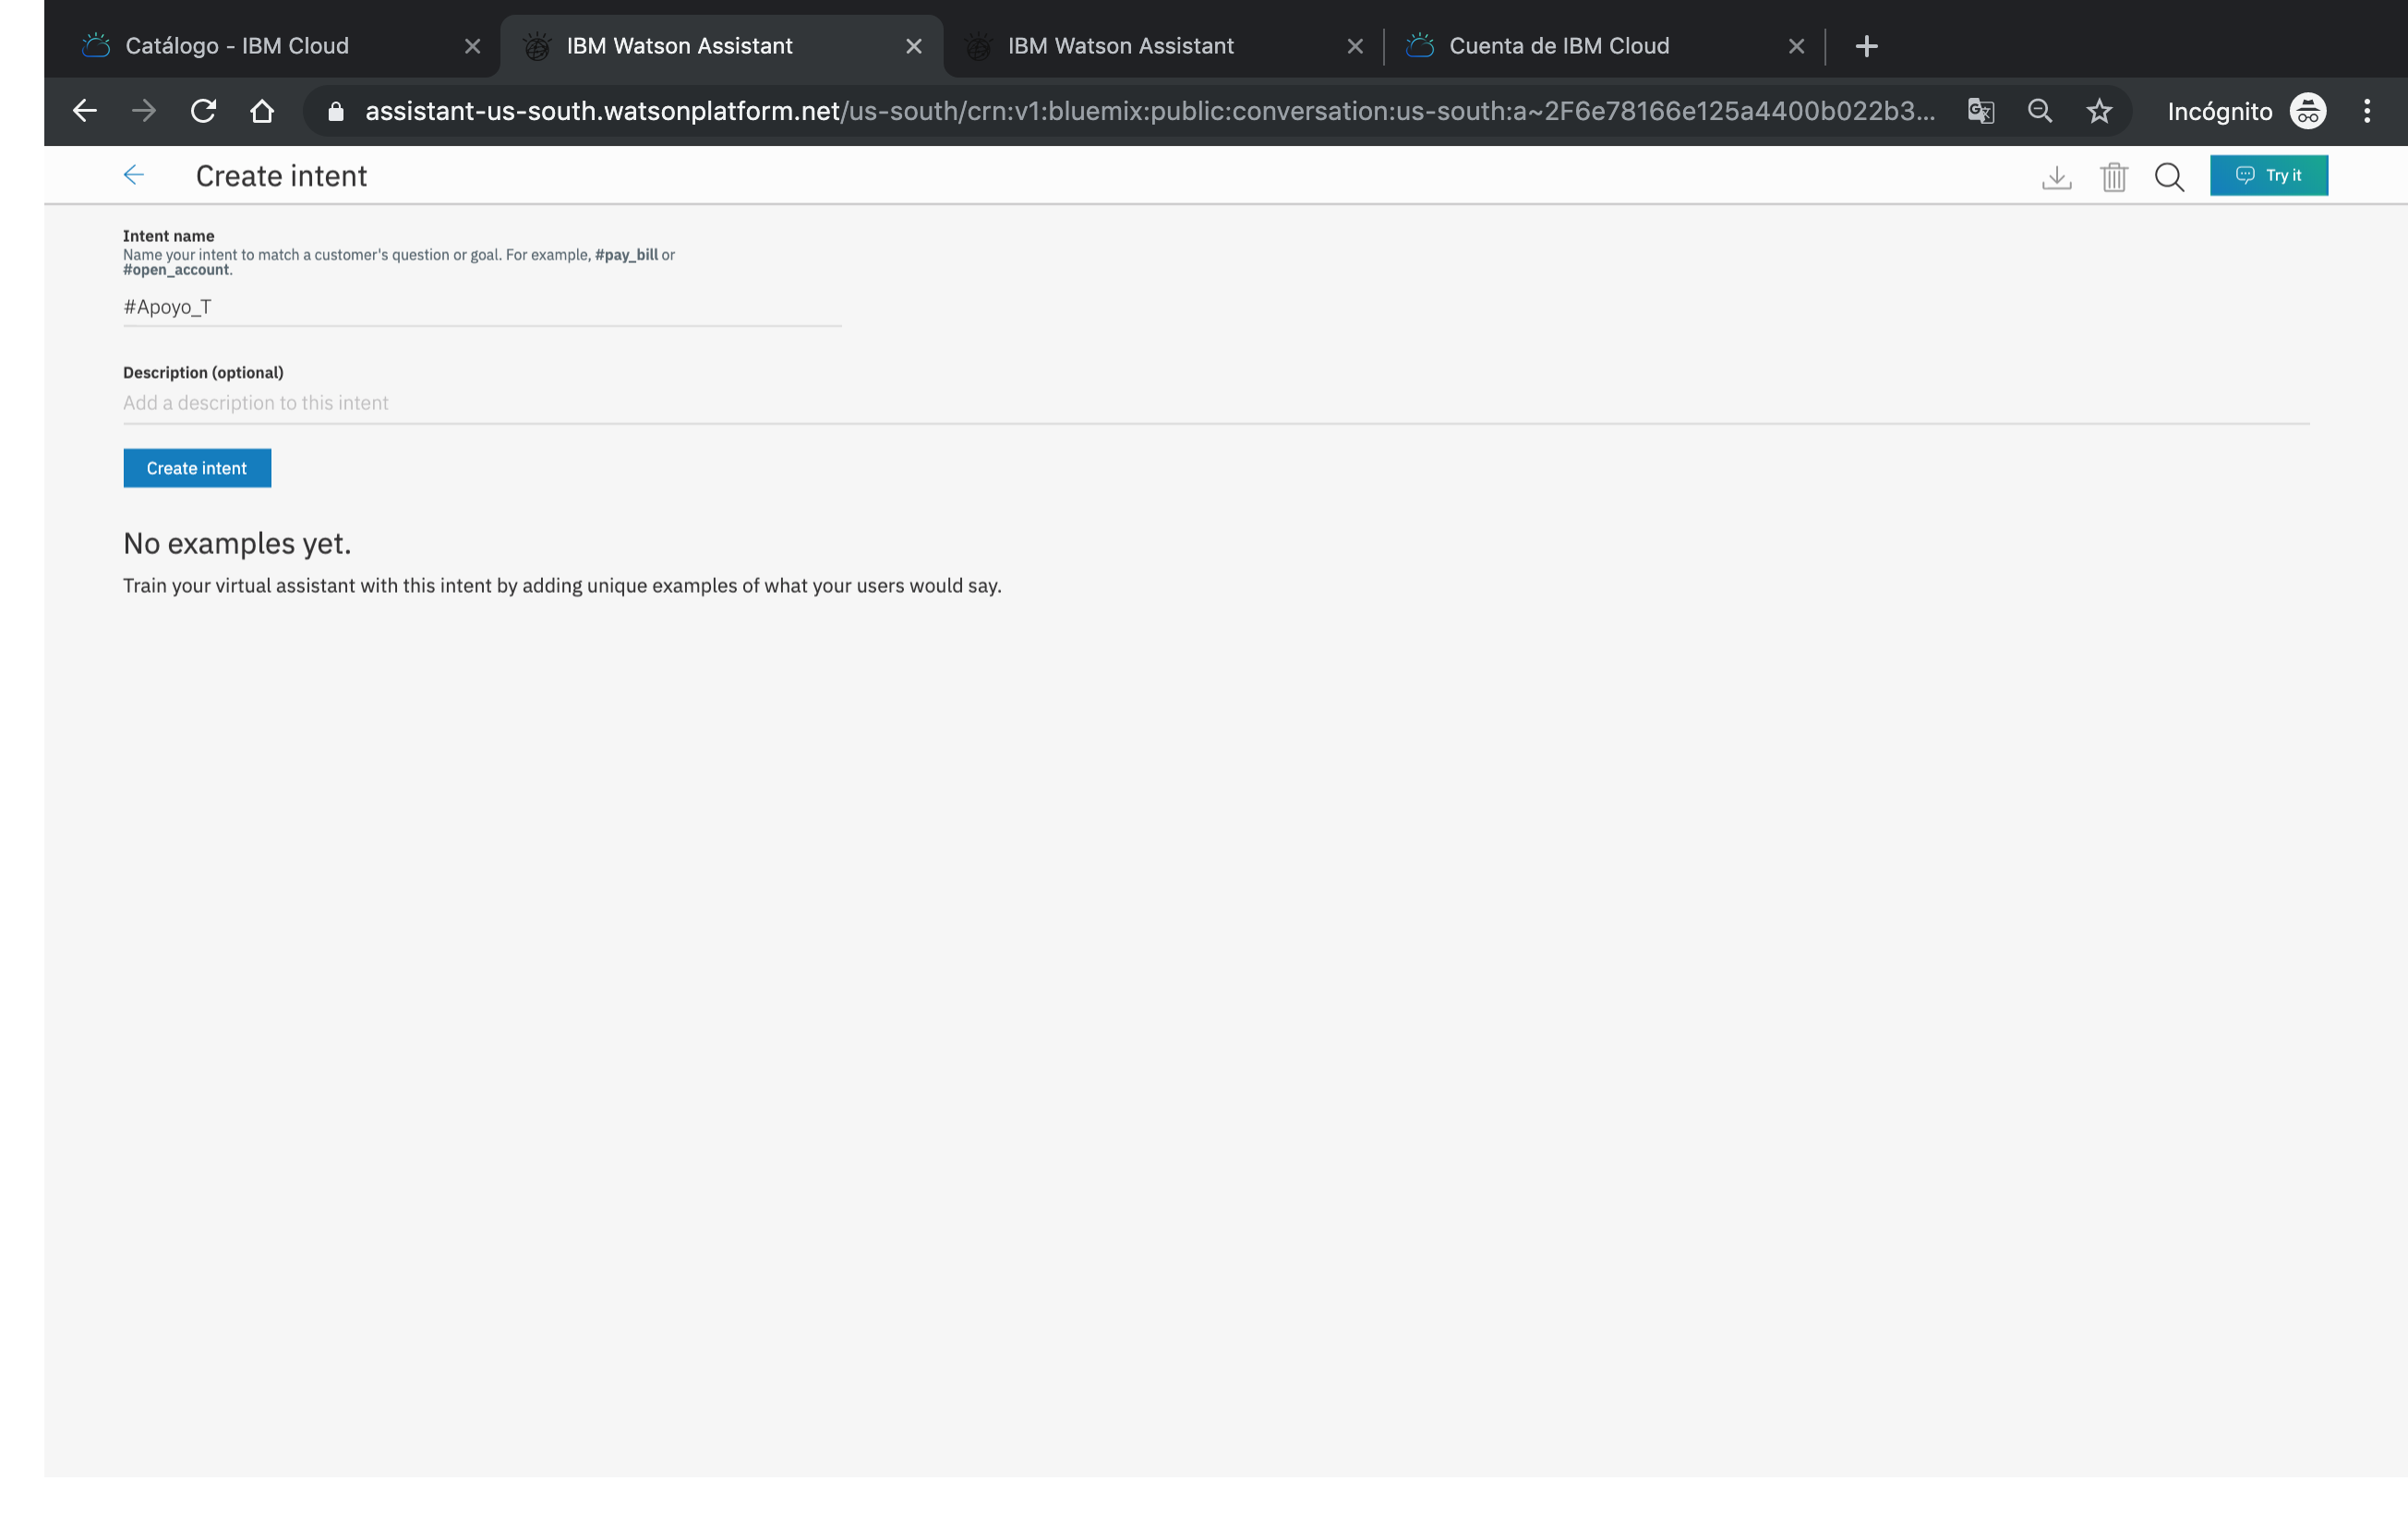 Catálogo - IBM Cloud
IBM Watson Assistant
IBM Watson Assistant
Cuenta de IBM Cloud
assistant-us-south.watsonplatform.net/us-south/crn:v1:bluemix:public:conversation:us-south:a~2F6e78166e125a4400b022b3...
Incógnito
Create intent
Try it
Intent name
Name your intent to match a customer's question or goal. For example, #pay_bill or
#open_account.
#Apoyo_T
Description (optional)
Add a description to this intent
Create intent
No examples yet.
Train your virtual assistant with this intent by adding unique examples of what your users would say.